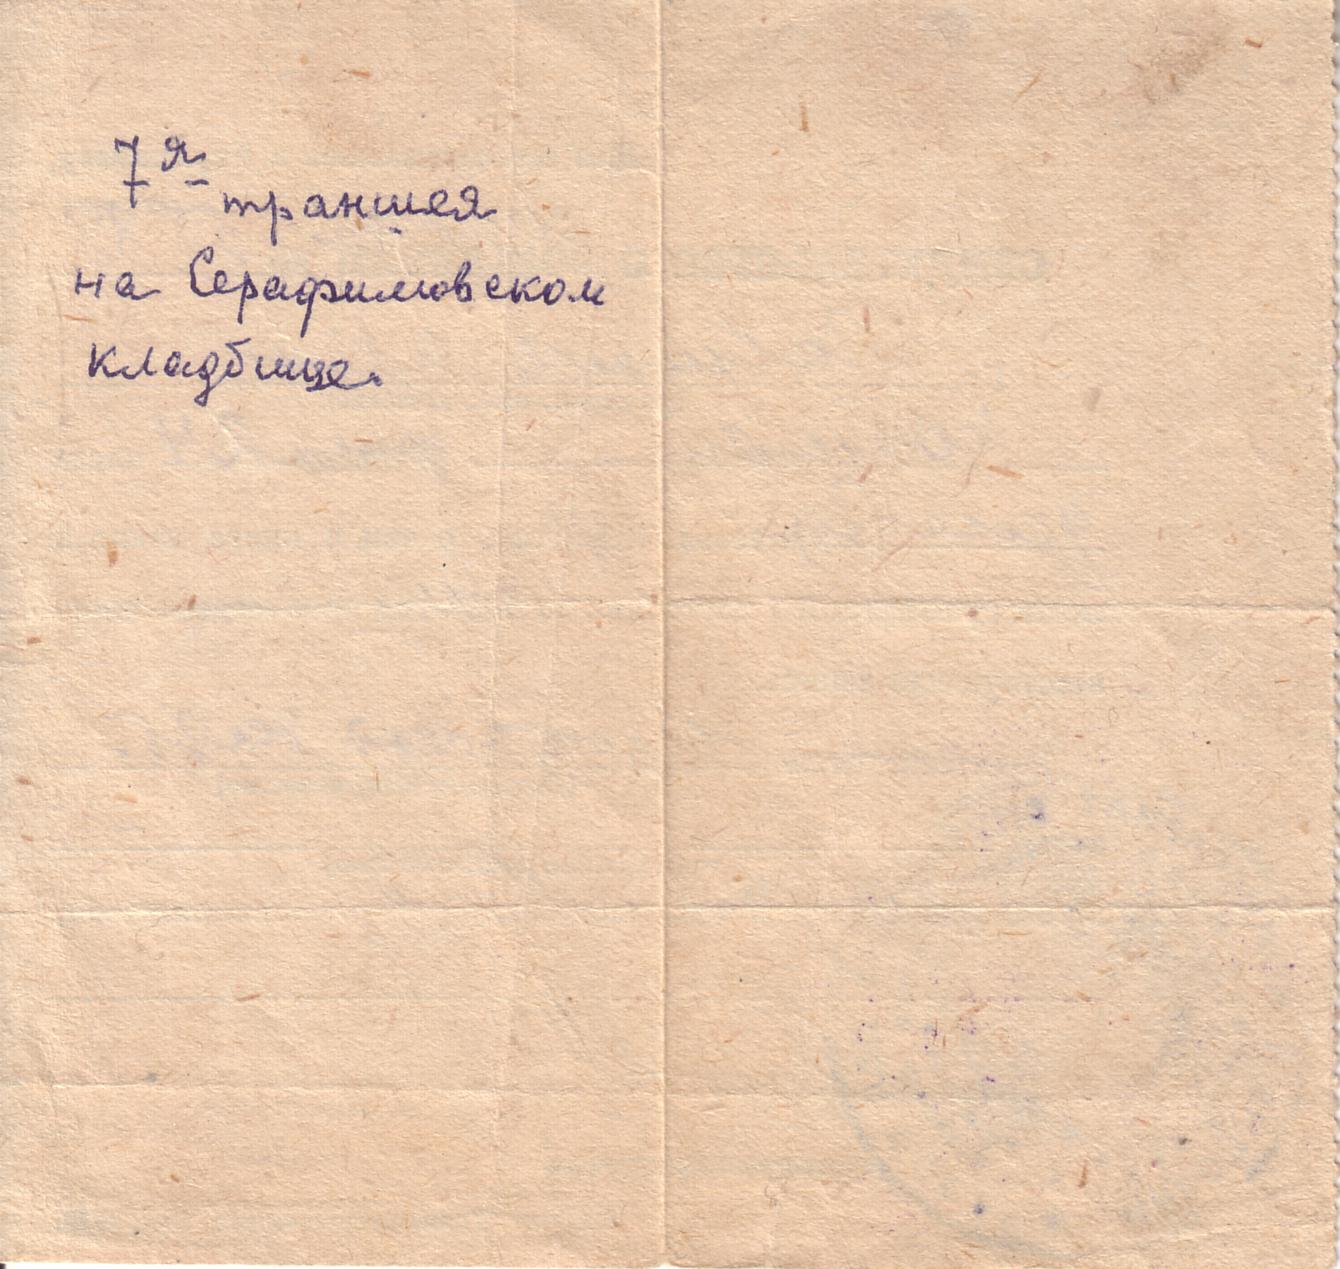 7я
траншея
на Серафимовском
кладбище.